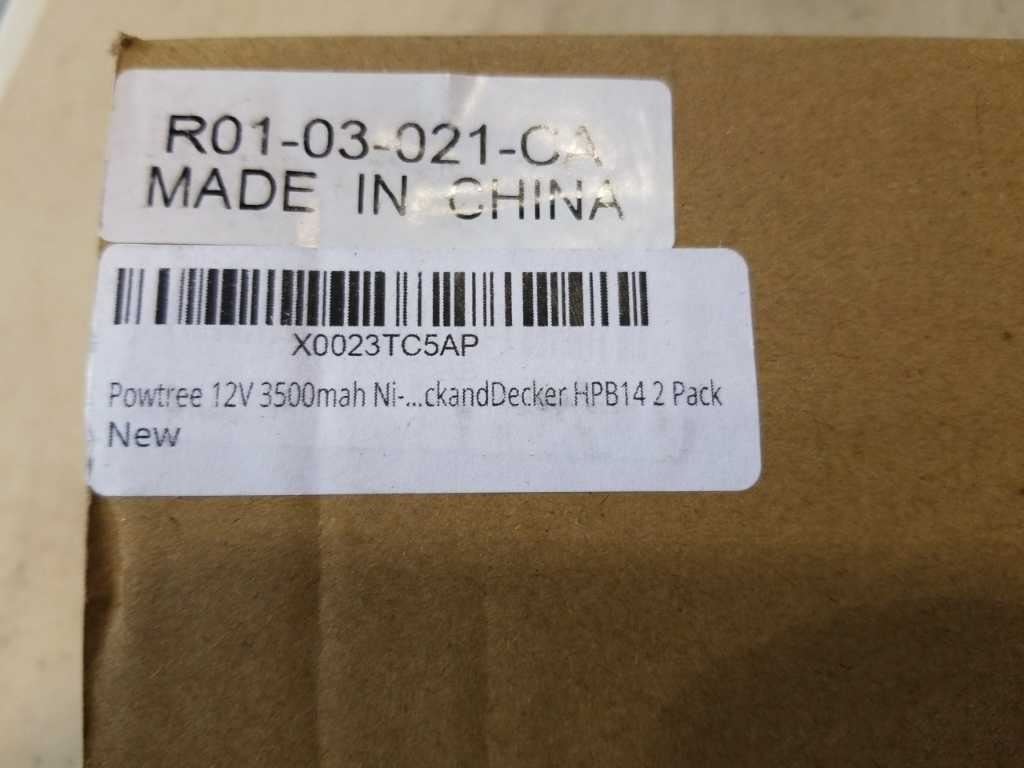 R01-03-021-CA
MADE IN CHINA
X0023TC5AP
Powtree 12V 3500mah Ni-...ckandDecker HPB14 2 Pack
New